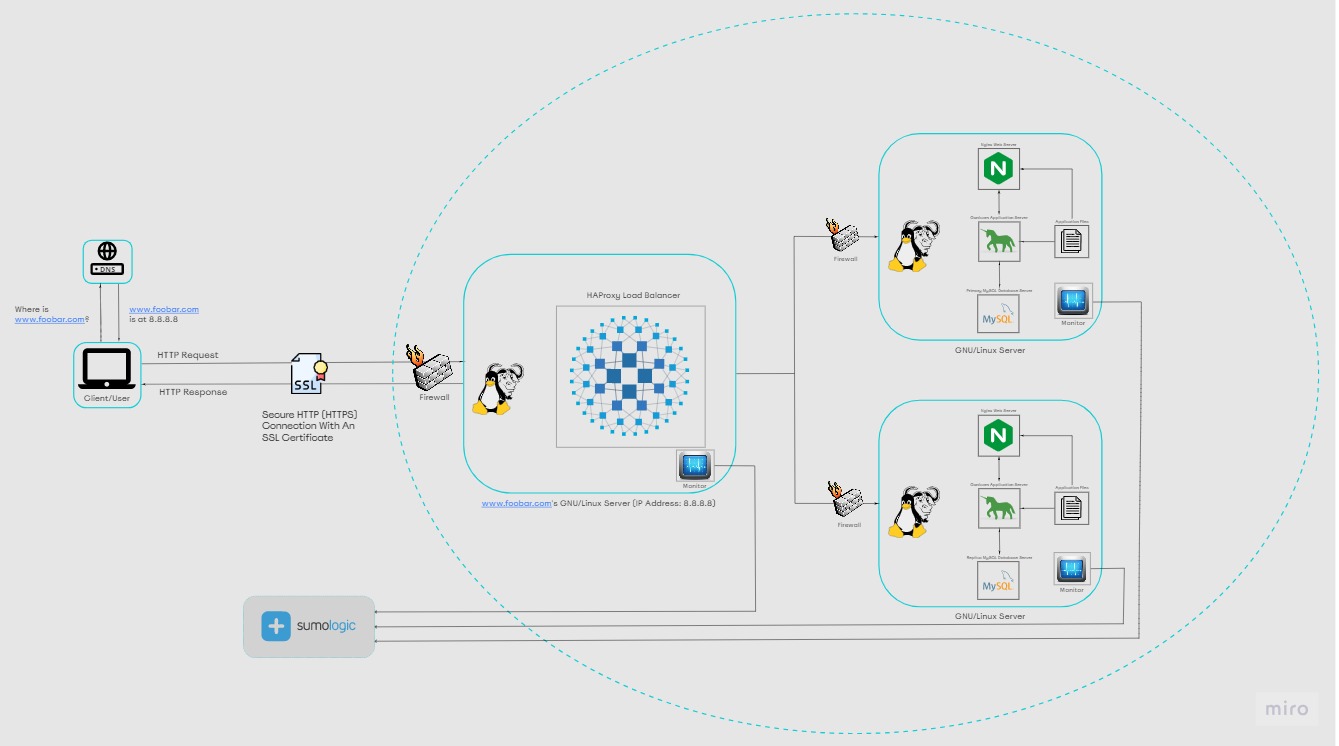 DNS
Where is
www.foobar.com?
www.foobar.com
is at 8.8.8.8
Client/User
HTTP Request
HTTP Response
SSL
Secure HTTP (HTTPS)
Connection With An
SSL Certificate
Firewall
HAProxy Load Balancer
Monitor
www.foobar.com's GNU/Linux Server (IP Address: 8.8.8.8)
Firewall
Nginx Web Server
N
Gunicorn Application Server
Application Files
Primary MySQL Database Server
MySQL
Monitor
GNU/Linux Server
Firewall
Nginx Web Server
N
Gunicorn Application Server
Application Files
Replica MySQL Database Server
MySQL
Monitor
GNU/Linux Server
sumologic
miro